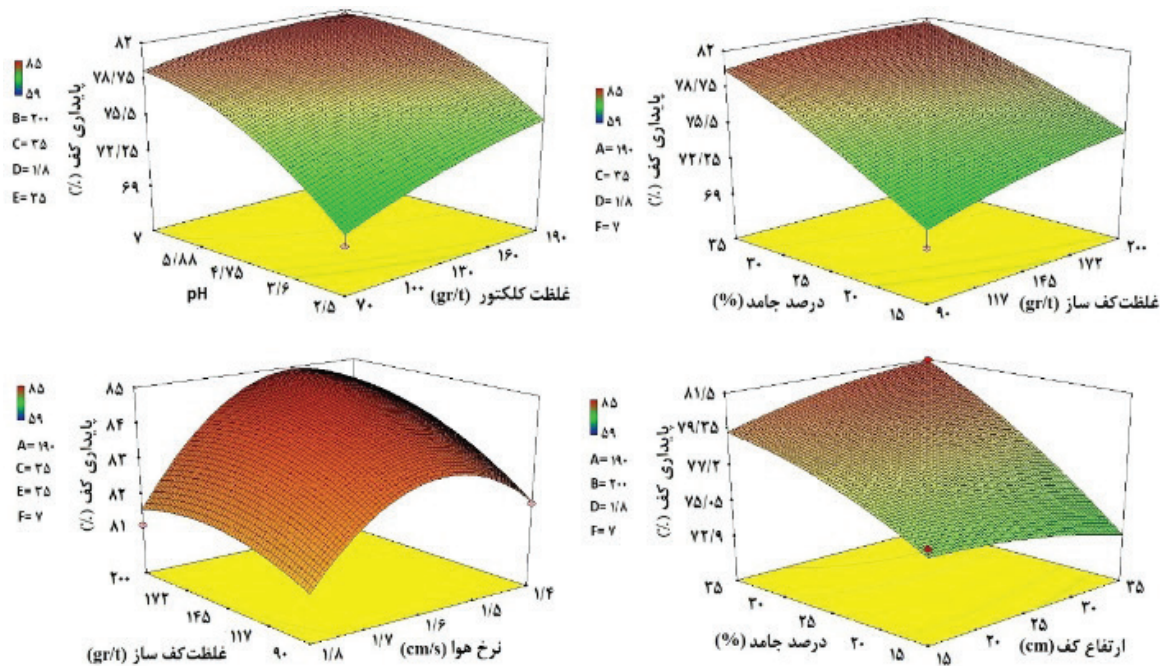 پایداری کف (٪)
۸۲
۷۸/۷۵
۷۵/۵
۷۲/۲۵
۶۹
۸۵
۵۹
B= ۲۰۰
C= ۳۵
D= ۱/۸
E= ۳۵
۷
۵/۸۸
۴/۷۵
۳/۶
۲/۵
pH
۷۰
۱۰۰
۱۳۰
۱۶۰
۱۹۰
غلظت کلکتور (gr/t)
پایداری کف (٪)
۸۲
۷۸/۷۵
۷۵/۵
۷۲/۲۵
۶۹
۸۵
۵۹
A= ۱۹۰
C= ۳۵
D= ۱/۸
F= ۷
۳۵
۳۰
۲۵
۲۰
۱۵
درصد جامد (%)
۹۰
۱۱۷
۱۴۵
۱۷۲
۲۰۰
غلظت کف ساز (gr/t)
پایداری کف (٪)
۸۵
۸۴
۸۳
۸۲
۸۱
۸۵
۵۹
A= ۱۹۰
C= ۳۵
E= ۳۵
F= ۷
۲۰۰
۱۷۲
۱۴۵
۱۱۷
۹۰
غلظت کف ساز (gr/t)
۱/۸
۱/۷
۱/۶
۱/۵
۱/۴
نرخ هوا (cm/s)
پایداری کف (٪)
۸۱/۵
۷۹/۳۵
۷۷/۲
۷۵/۰۵
۷۲/۹
۸۵
۵۹
A= ۱۹۰
B= ۲۰۰
D= ۱/۸
F= ۷
۳۵
۳۰
۲۵
۲۰
۱۵
درصد جامد (%)
۱۵
۲۰
۲۵
۳۰
۳۵
ارتفاع کف (cm)